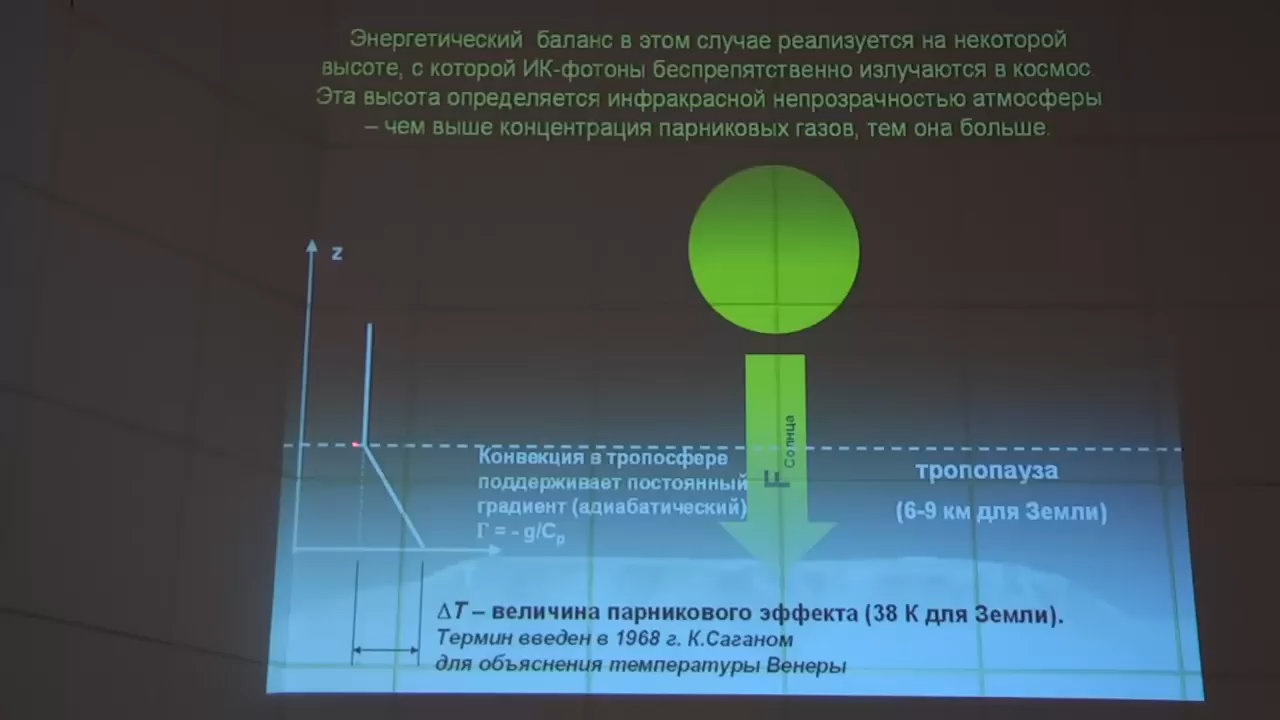 Энергетический баланс в этом случае реализуется на некоторой
высоте, с которой ИК-фотоны беспрепятственно излучаются в космос.
Эта высота определяется инфракрасной непрозрачностью атмосферы
– чем выше концентрация парниковых газов, тем она больше.
z
Конвекция в тропосфере
поддерживает постоянный
градиент (адиабатический)
Γ = - g/Cp
F Солнца
тропопауза
(6-9 км для Земли)
ΔT – величина парникового эффекта (38 К для Земли).
Термин введен в 1968 г. К.Саганом
для объяснения температуры Венеры